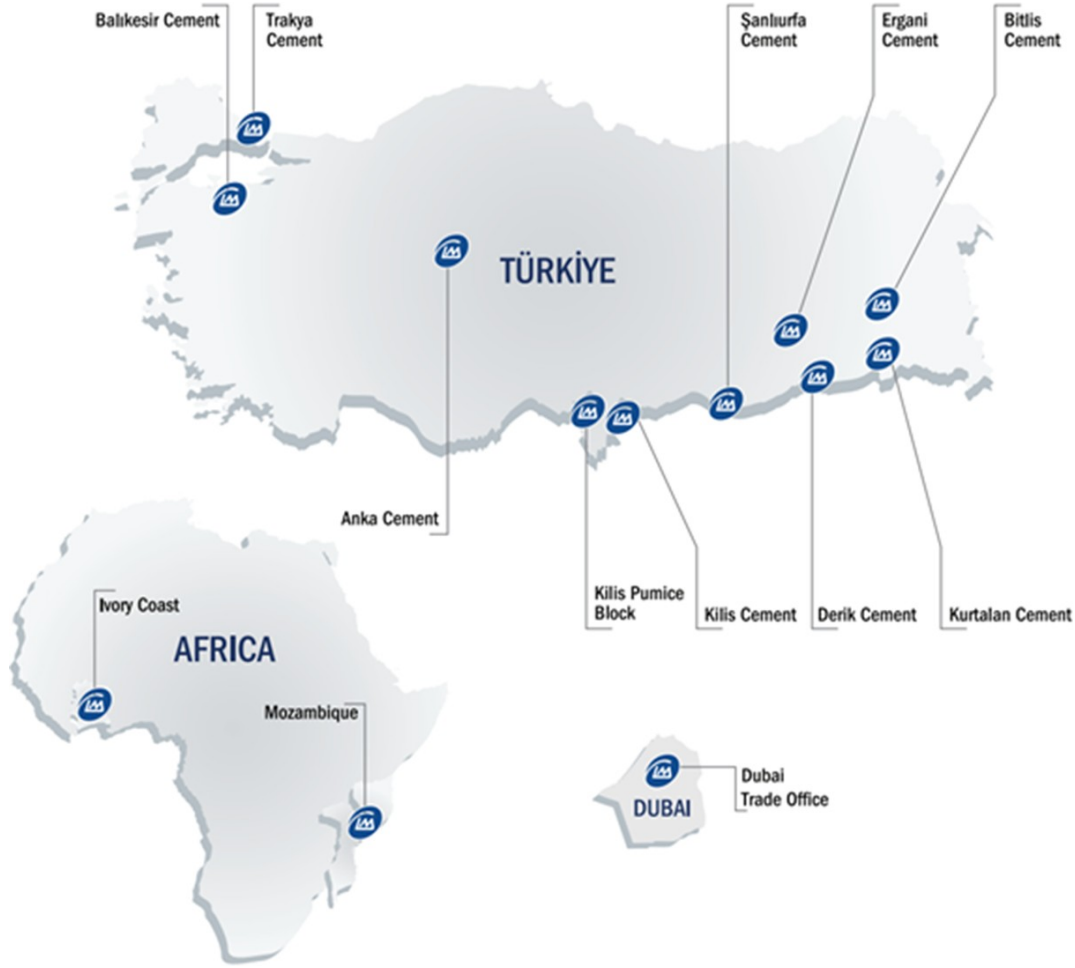 Balıkesir Cement
Trakya
Cement
Şanlıurfa
Cement
Ergani
Cement
Bitlis
Cement
TÜRKİYE
Anka Cement
Kilis Pumice
Block
Kilis Cement
Derik Cement
Kurtalan Cement
Ivory Coast
AFRICA
Mozambique
Dubai
Trade Office
DUBAI